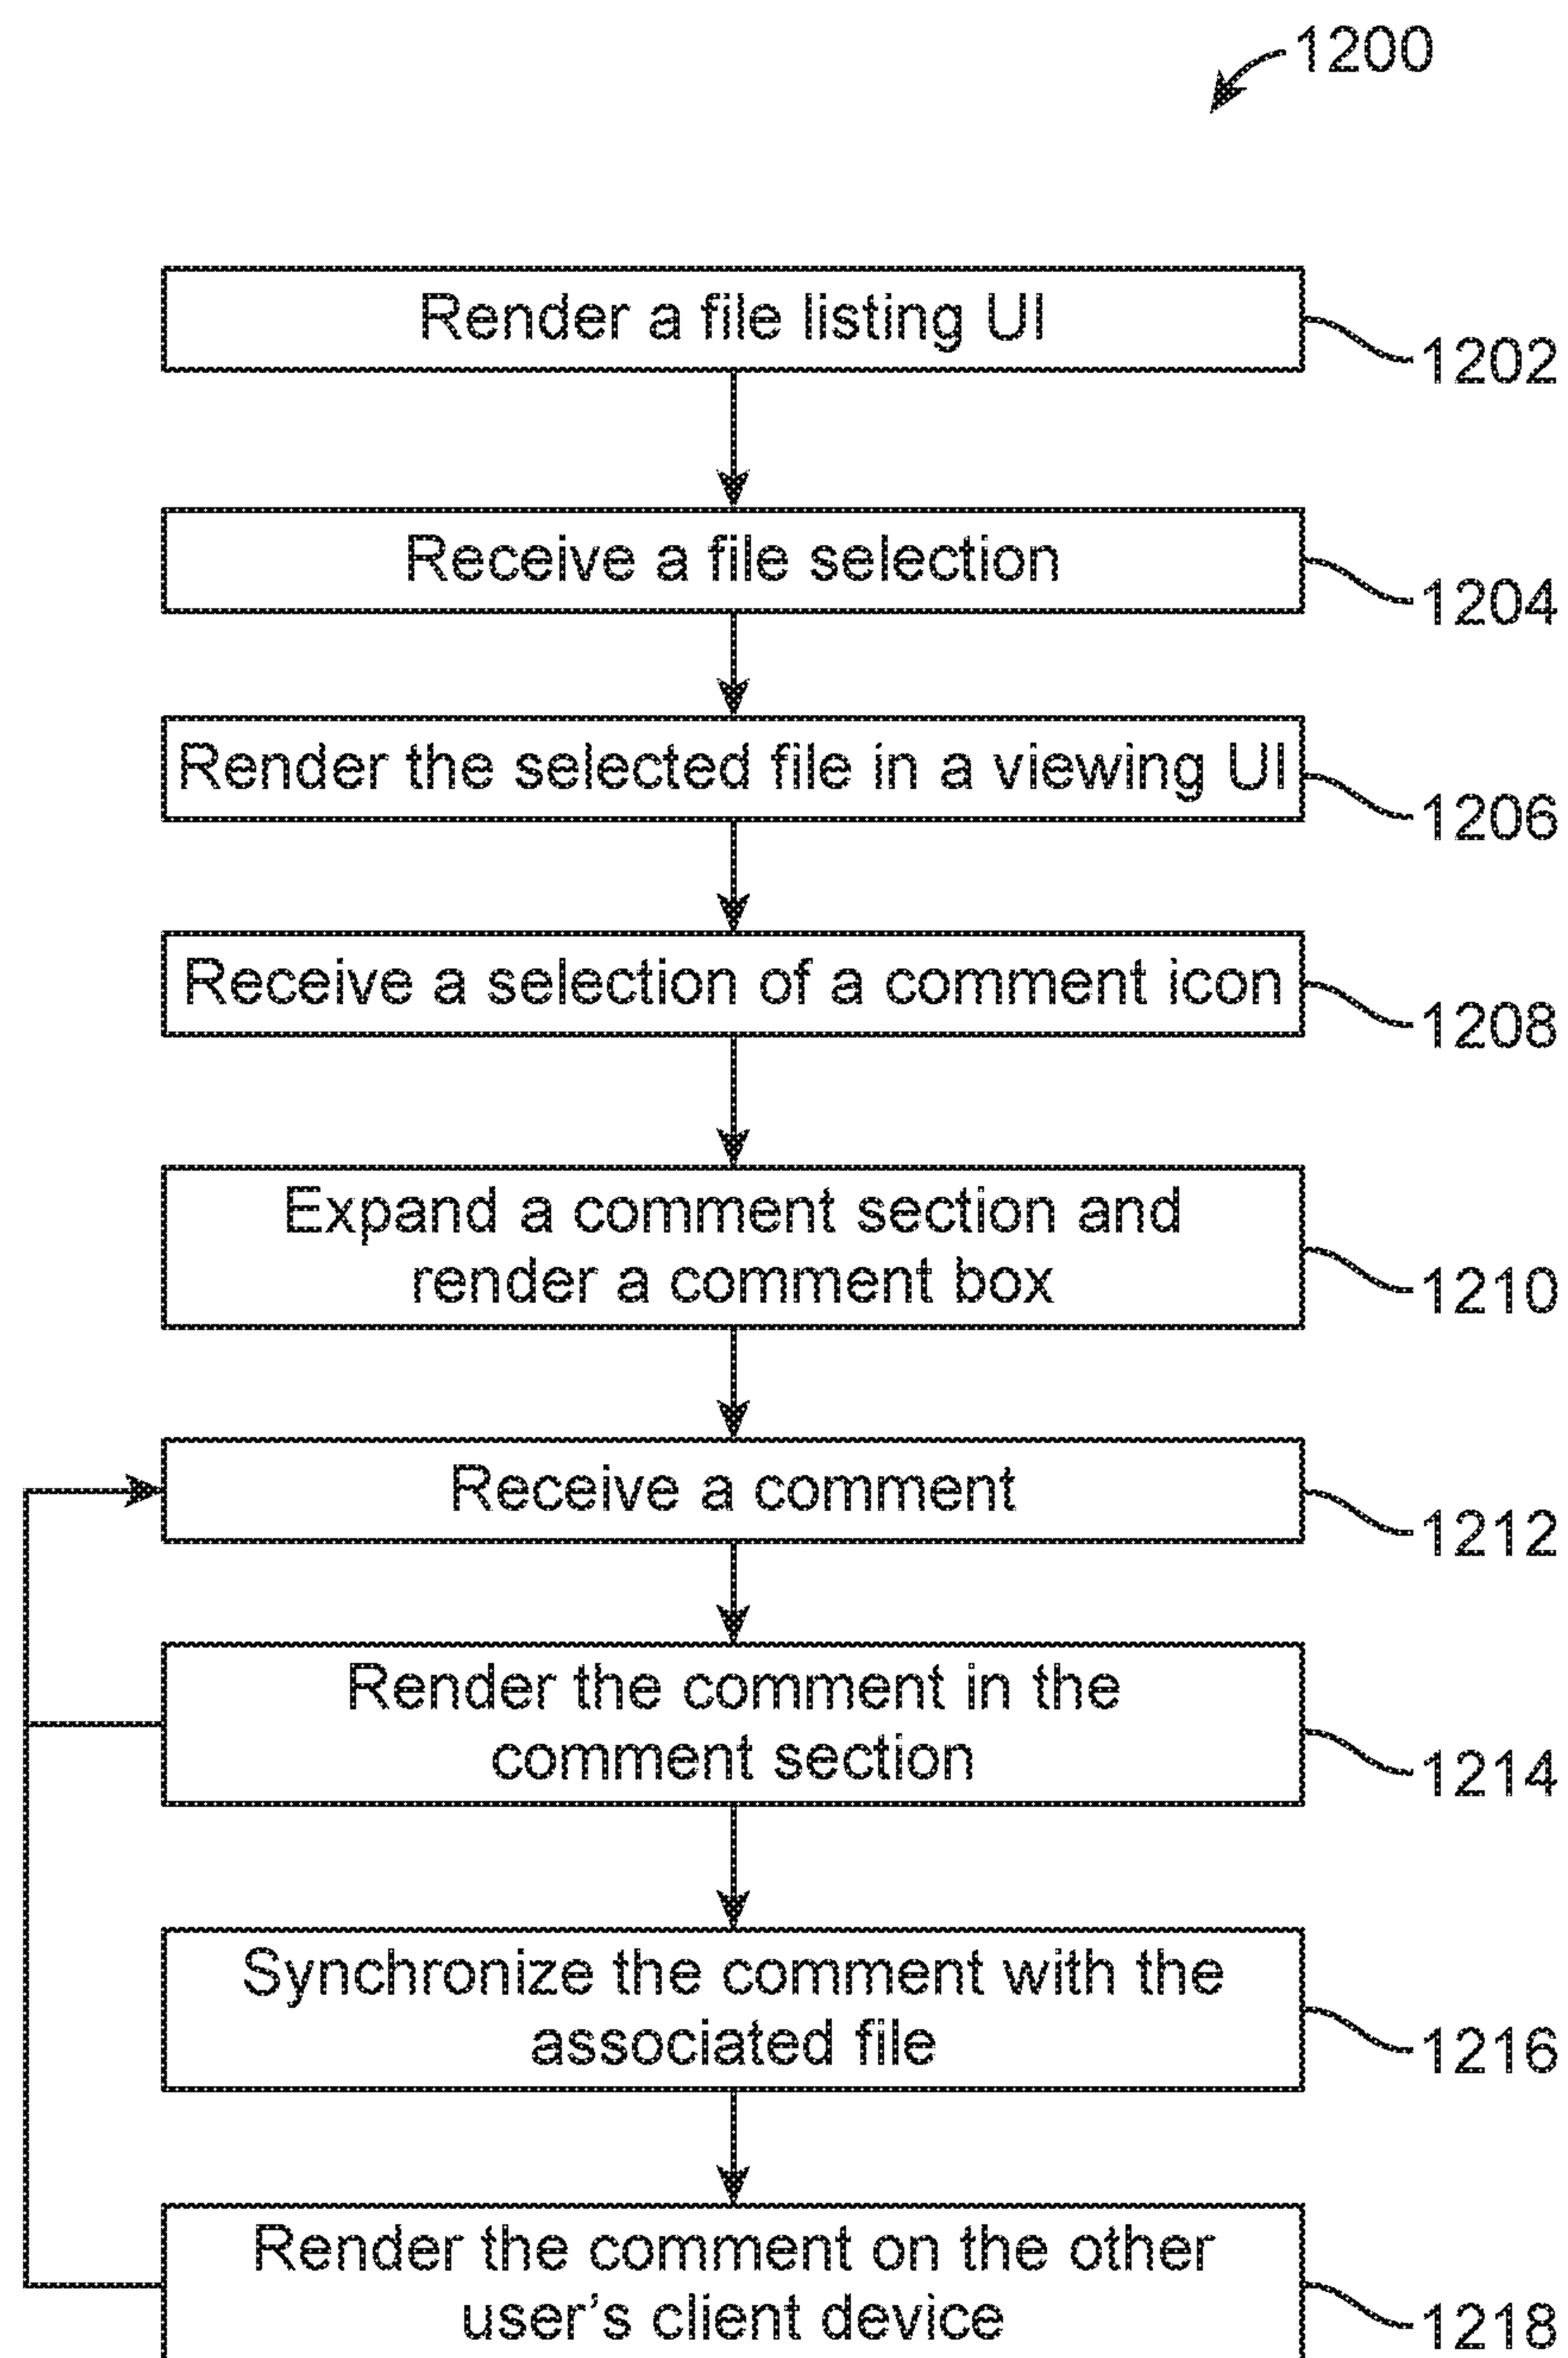 1200
Render a file listing UI
1202
Receive a file selection
1204
Render the selected file in a viewing UI
1206
Receive a selection of a comment icon
1208
Expand a comment section and
render a comment box
1210
Receive a comment
1212
Render the comment in the
comment section
1214
Synchronize the comment with the
associated file
1216
Render the comment on the other
user's client device
1218